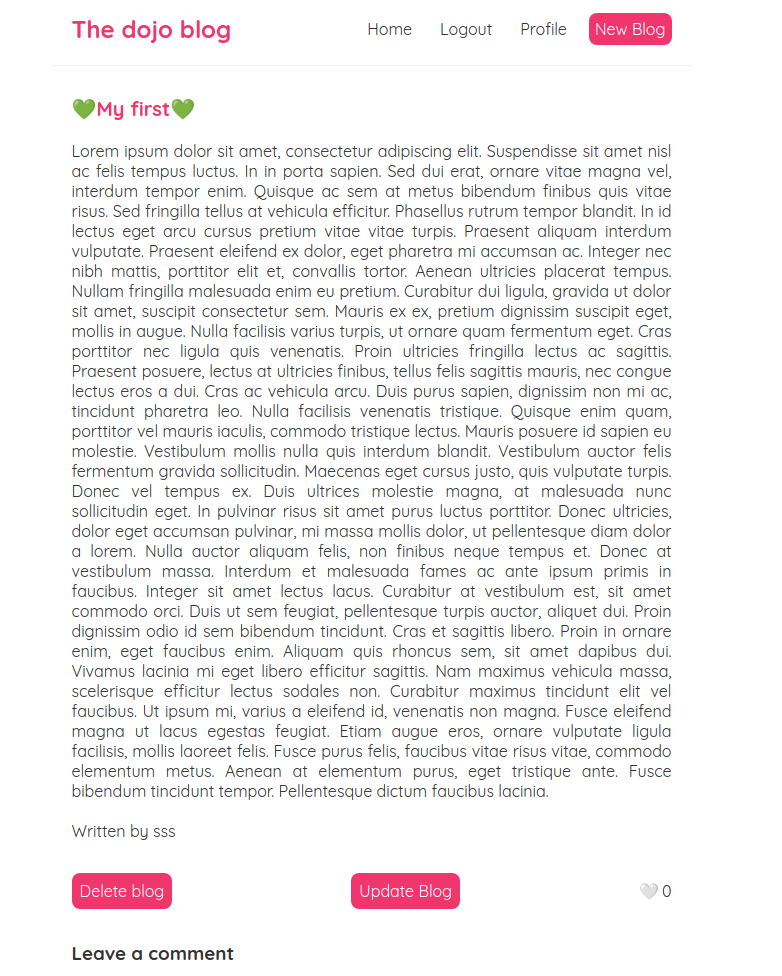 The dojo blog
Home Logout Profile New Blog
💚My first💚
Lorem ipsum dolor sit amet, consectetur adipiscing elit. Suspendisse sit amet nisl
ac felis tempus luctus. In in porta sapien. Sed dui erat, ornare vitae magna vel,
interdum tempor enim. Quisque ac sem at metus bibendum finibus quis vitae
risus. Sed fringilla tellus at vehicula efficitur. Phasellus rutrum tempor blandit. In id
lectus eget arcu cursus pretium vitae vitae turpis. Praesent aliquam interdum
vulputate. Praesent eleifend ex dolor, eget pharetra mi accumsan ac. Integer nec
nibh mattis, porttitor elit et, convallis tortor. Aenean ultricies placerat tempus.
Nullam fringilla malesuada enim eu pretium. Curabitur dui ligula, gravida ut dolor
sit amet, suscipit consectetur sem. Mauris ex ex, pretium dignissim suscipit eget,
mollis in augue. Nulla facilisis varius turpis, ut ornare quam fermentum eget. Cras
porttitor nec ligula quis venenatis. Proin ultricies fringilla lectus ac sagittis.
Praesent posuere, lectus at ultricies finibus, tellus felis sagittis mauris, nec congue
lectus eros a dui. Cras ac vehicula arcu. Duis purus sapien, dignissim non mi ac,
tincidunt pharetra leo. Nulla facilisis venenatis tristique. Quisque enim quam,
porttitor vel mauris iaculis, commodo tristique lectus. Mauris posuere id sapien eu
molestie. Vestibulum mollis nulla quis interdum blandit. Vestibulum auctor felis
fermentum gravida sollicitudin. Maecenas eget cursus justo, quis vulputate turpis.
Donec vel tempus ex. Duis ultrices molestie magna, at malesuada nunc
sollicitudin eget. In pulvinar risus sit amet purus luctus porttitor. Donec ultricies,
dolor eget accumsan pulvinar, mi massa mollis dolor, ut pellentesque diam dolor
a lorem. Nulla auctor aliquam felis, non finibus neque tempus et. Donec at
vestibulum massa. Interdum et malesuada fames ac ante ipsum primis in
faucibus. Integer sit amet lectus lacus. Curabitur at vestibulum est, sit amet
commodo orci. Duis ut sem feugiat, pellentesque turpis auctor, aliquet dui. Proin
dignissim odio id sem bibendum tincidunt. Cras et sagittis libero. Proin in ornare
enim, eget faucibus enim. Aliquam quis rhoncus sem, sit amet dapibus dui.
Vivamus lacinia mi eget libero efficitur sagittis. Nam maximus vehicula massa,
scelerisque efficitur lectus sodales non. Curabitur maximus tincidunt elit vel
faucibus. Ut ipsum mi, varius a eleifend id, venenatis non magna. Fusce eleifend
magna ut lacus egestas feugiat. Etiam augue eros, ornare vulputate ligula
facilisis, mollis laoreet felis. Fusce purus felis, faucibus vitae risus vitae, commodo
elementum metus. Aenean at elementum purus, eget tristique ante. Fusce
bibendum tincidunt tempor. Pellentesque dictum faucibus lacinia.
Written by sss
Delete blog Update Blog 🤍 0
Leave a comment